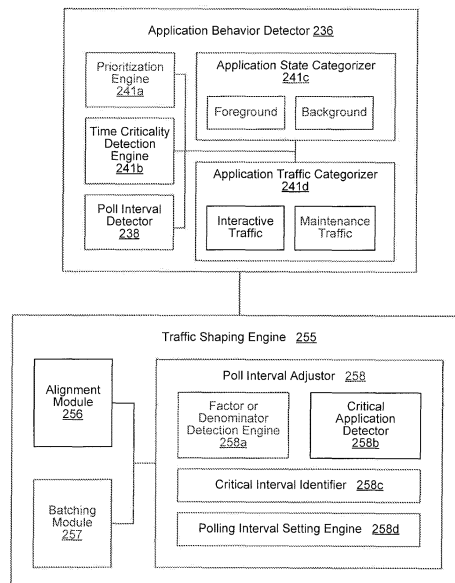 Application Behavior Detector 236
Prioritization
Engine
241a
Time Criticality
Detection
Engine
241b
Poll Interval
Detector
238
Application State Categorizer
241c
Foreground
Background
Application Traffic Categorizer
241d
Interactive
Traffic
Maintenance
Traffic
Traffic Shaping Engine 255
Alignment
Module
256
Batching
Module
257
Poll Interval Adjustor 258
Factor or
Denominator
Detection Engine
258a
Critical
Application
Detector
258b
Critical Interval Identifier 258c
Polling Interval Setting Engine 258d